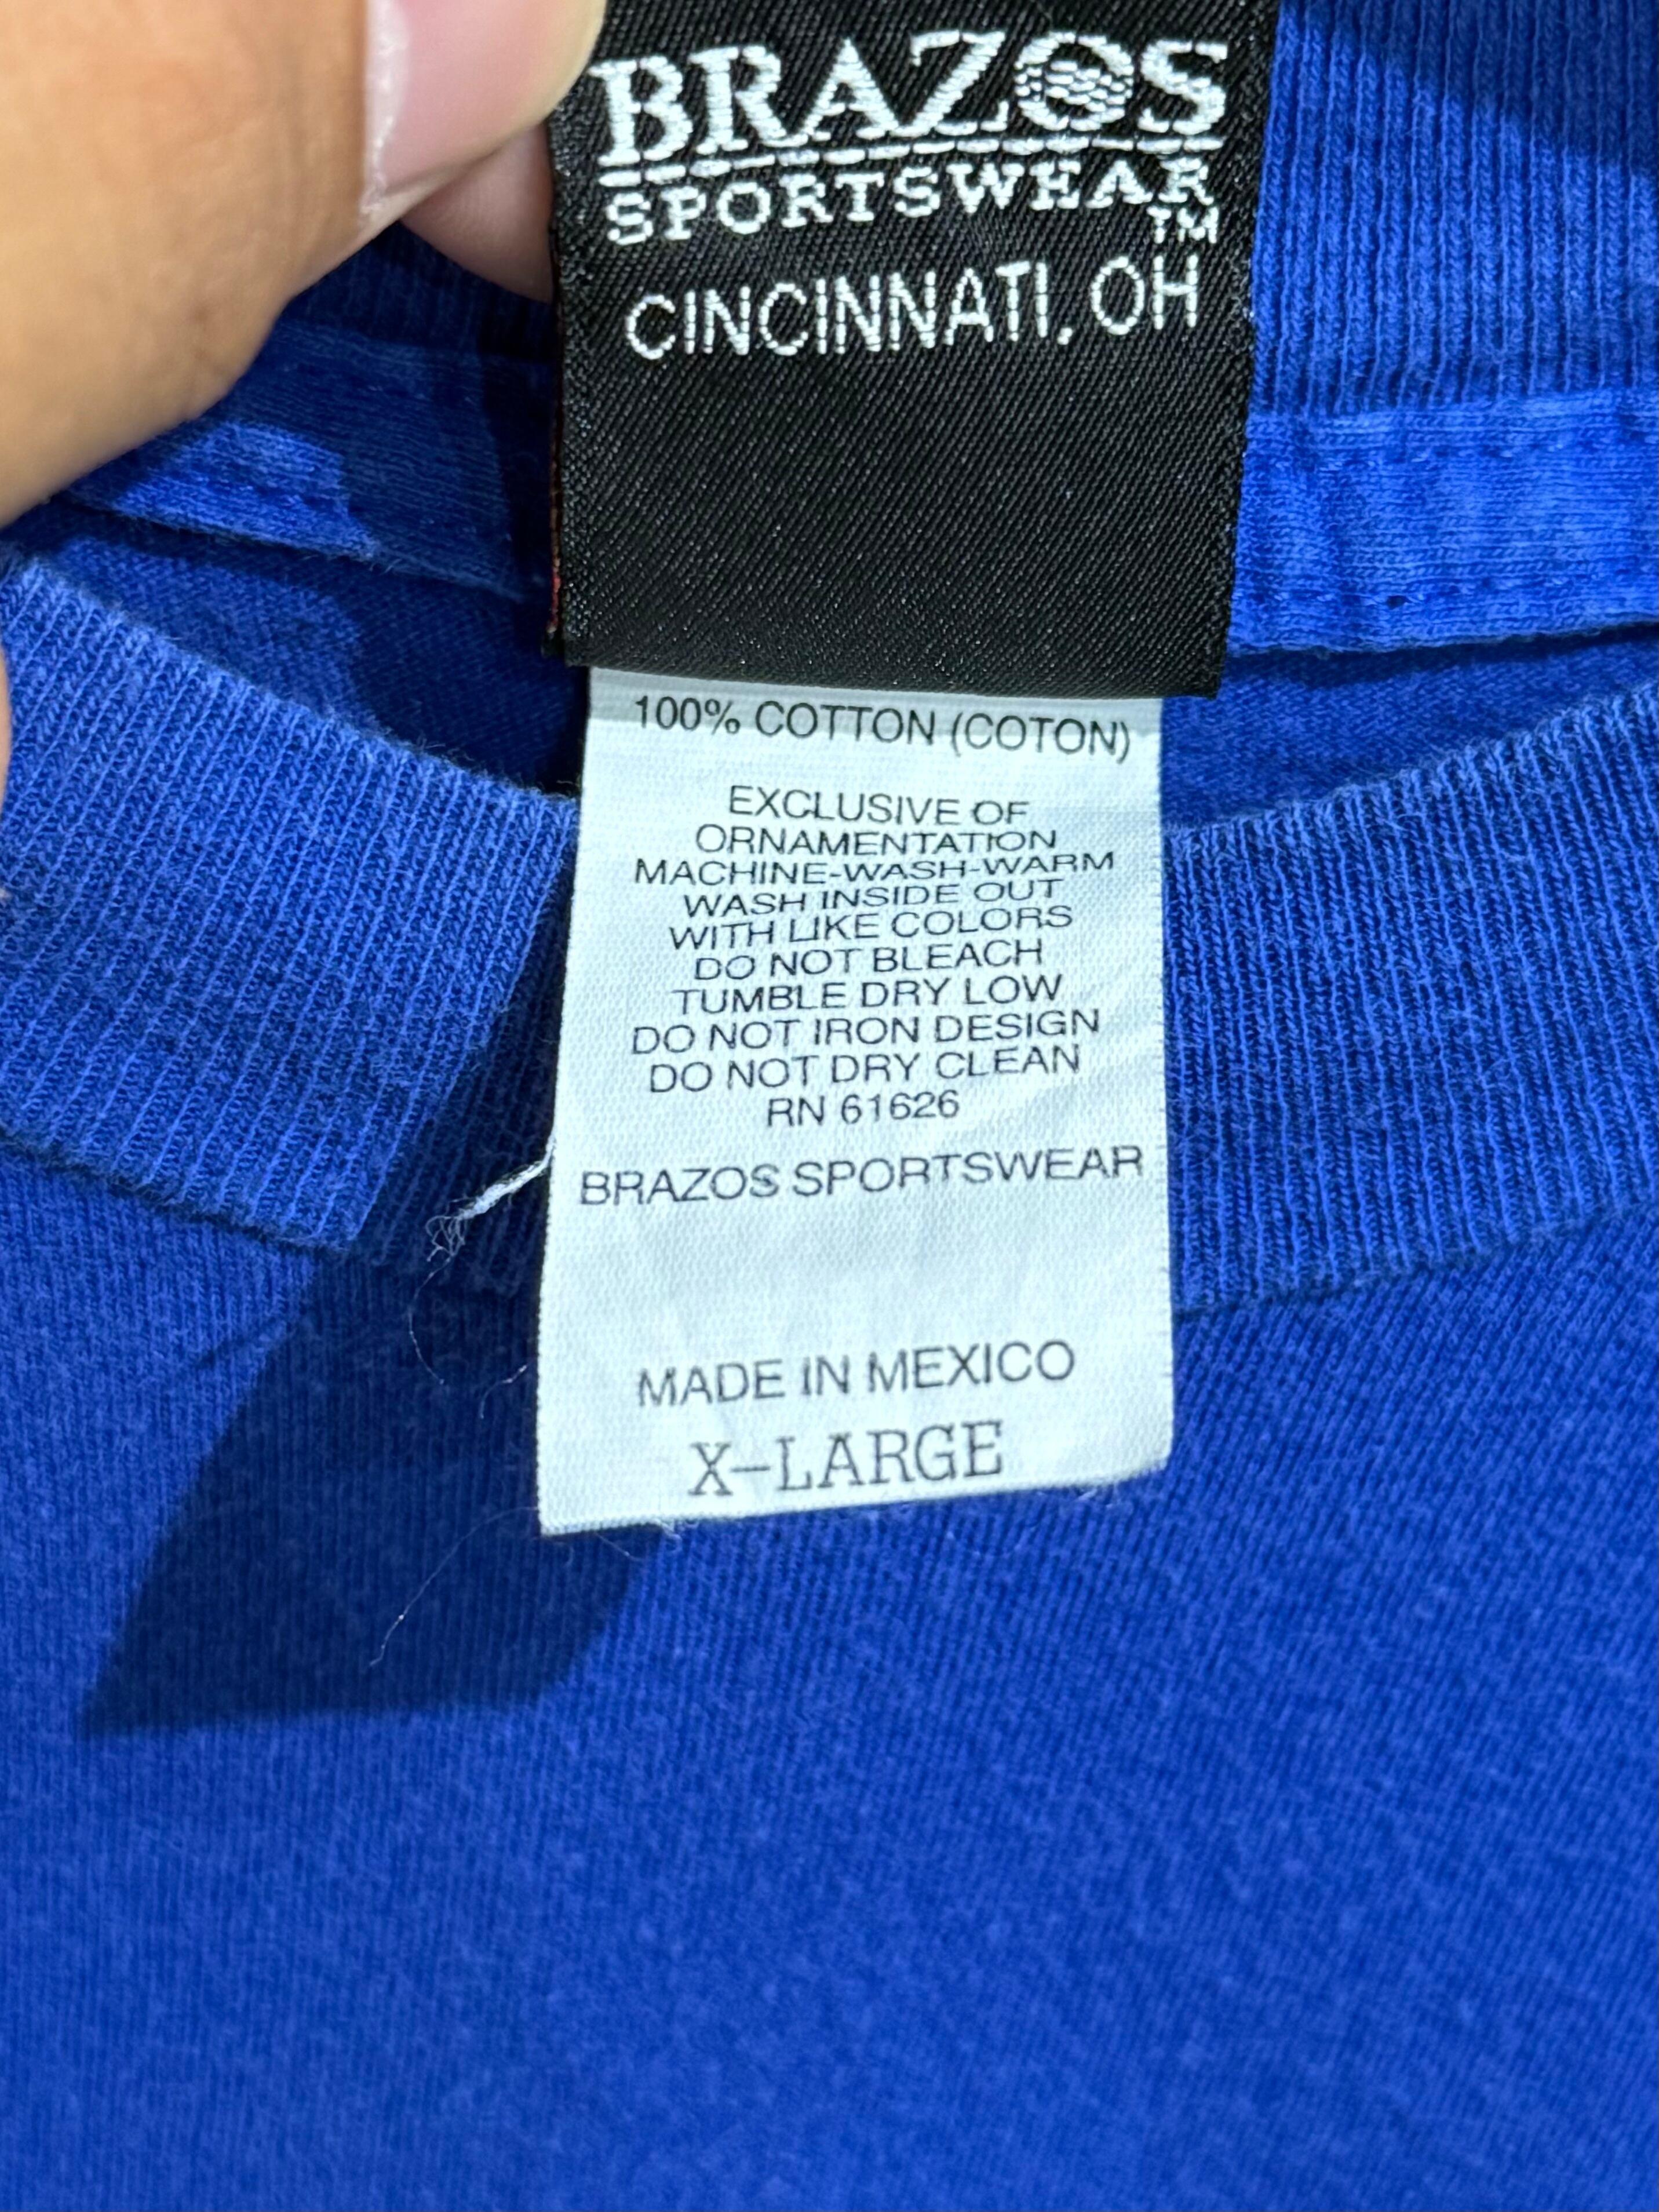 BRAZOS
SPORTSWEAR
TM
CINCINNATI, OH
100% COTTON (COTON)
EXCLUSIVE OF
ORNAMENTATION
MACHINE-WASH-WARM
WASH INSIDE OUT
WITH LIKE COLORS
DO NOT BLEACH
TUMBLE DRY LOW
DO NOT IRON DESIGN
DO NOT DRY CLEAN
RN 61626
BRAZOS SPORTSWEAR
MADE IN MEXICO
X-LARGE